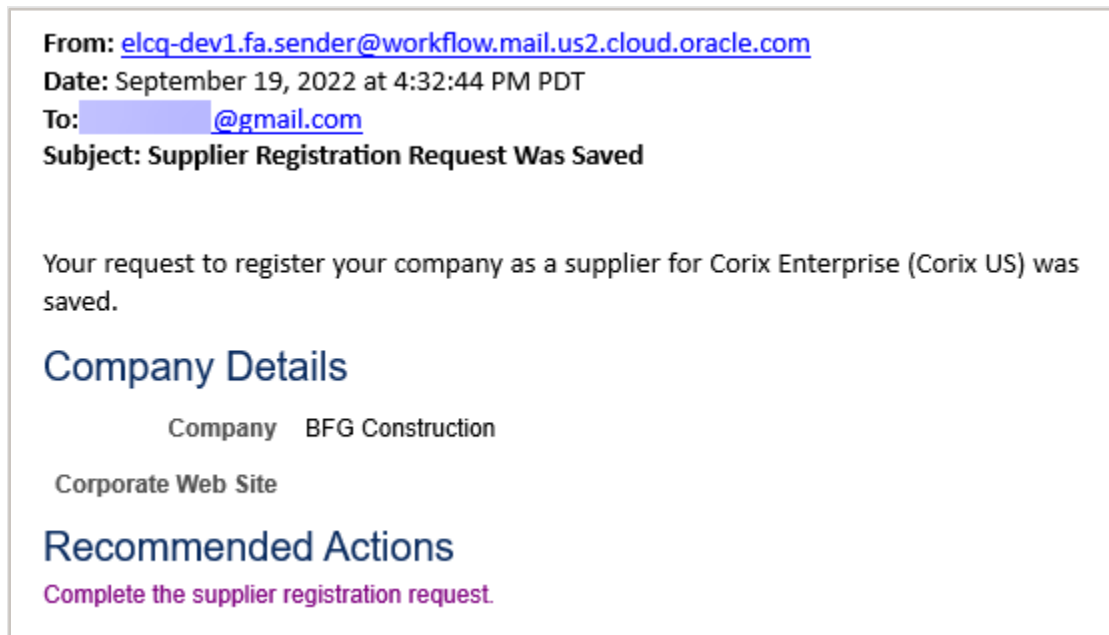 From: elcq-dev1.fa.sender@workflow.mail.us2.cloud.oracle.com
Date: September 19, 2022 at 4:32:44 PM PDT
To: @gmail.com
Subject: Supplier Registration Request Was Saved
Your request to register your company as a supplier for Corix Enterprise (Corix US) was
saved.
Company Details
Company BFG Construction
Corporate Web Site
Recommended Actions
Complete the supplier registration request.